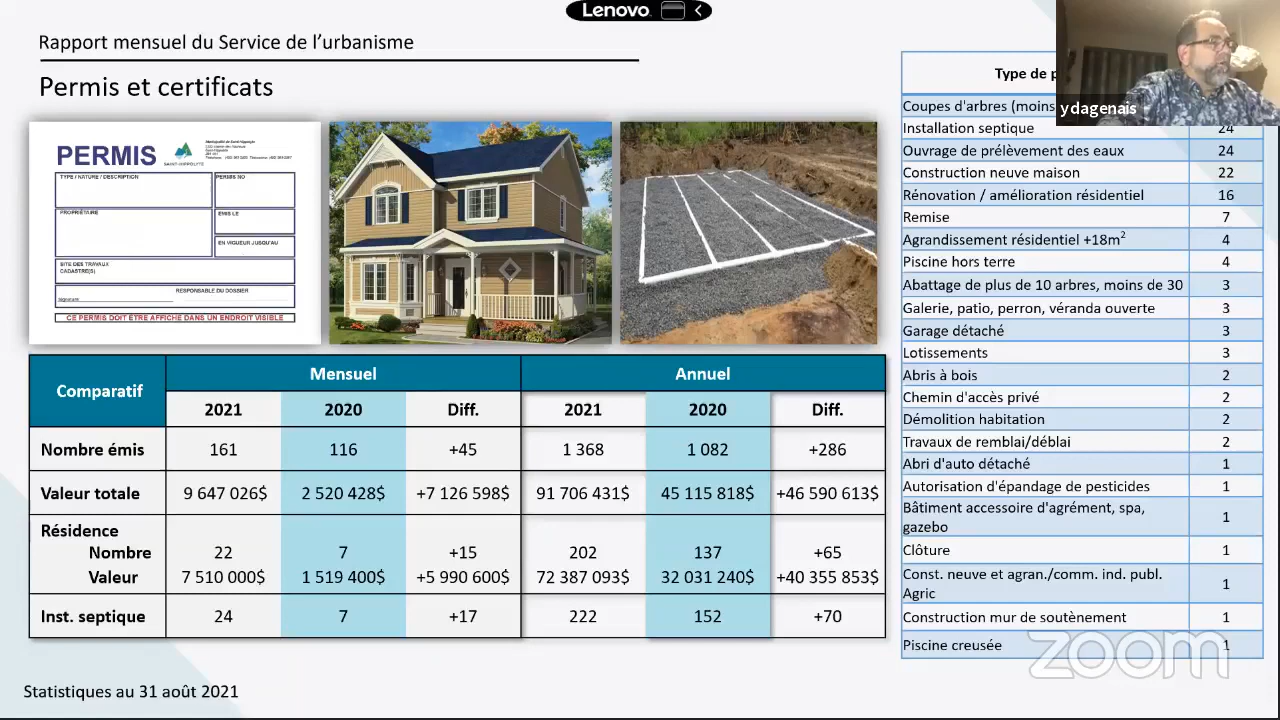 Lenovo.
Rapport mensuel du Service de l’urbanisme
Permis et certificats
PERMIS
SAINT-HIPPOLYTE
TYPE / NATURE / DESCRIPTION
PERMIS NO
PROPRIÉTAIRE
ÉMIS LE
EN VIGUEUR JUSQU'AU
SITE DES TRAVAUX
CADASTRE(S)
RESPONSABLE DU DOSSIER
Signature:
CE PERMIS DOIT ÊTRE AFFICHÉ DANS UN ENDROIT VISIBLE
Comparatif Mensuel Annuel
2021 2020 Diff. 2021 2020 Diff.
Nombre émis 161 116 +45 1 368 1 082 +286
Valeur totale 9 647 026$ 2 520 428$ +7 126 598$ 91 706 431$ 45 115 818$ +46 590 613$
Résidence
Nombre 22 7 +15 202 137 +65
Valeur 7 510 000$ 1 519 400$ +5 990 600$ 72 387 093$ 32 031 240$ +40 355 853$
Inst. septique 24 7 +17 222 152 +70
Statistiques au 31 août 2021
Type de p
ydagenais
Coupes d'arbres (moins
Installation septique 24
Ouvrage de prélèvement des eaux 24
Construction neuve maison 22
Rénovation / amélioration résidentiel 16
Remise 7
Agrandissement résidentiel +18m² 4
Piscine hors terre 4
Abattage de plus de 10 arbres, moins de 30 3
Galerie, patio, perron, véranda ouverte 3
Garage détaché 3
Lotissements 3
Abris à bois 2
Chemin d'accès privé 2
Démolition habitation 2
Travaux de remblai/déblai 2
Abri d'auto détaché 1
Autorisation d'épandage de pesticides 1
Bâtiment accessoire d'agrément, spa,
gazebo 1
Clôture 1
Const. neuve et agran./comm. ind. publ.
Agric 1
Construction mur de soutènement 1
Piscine creusée 1
zoom